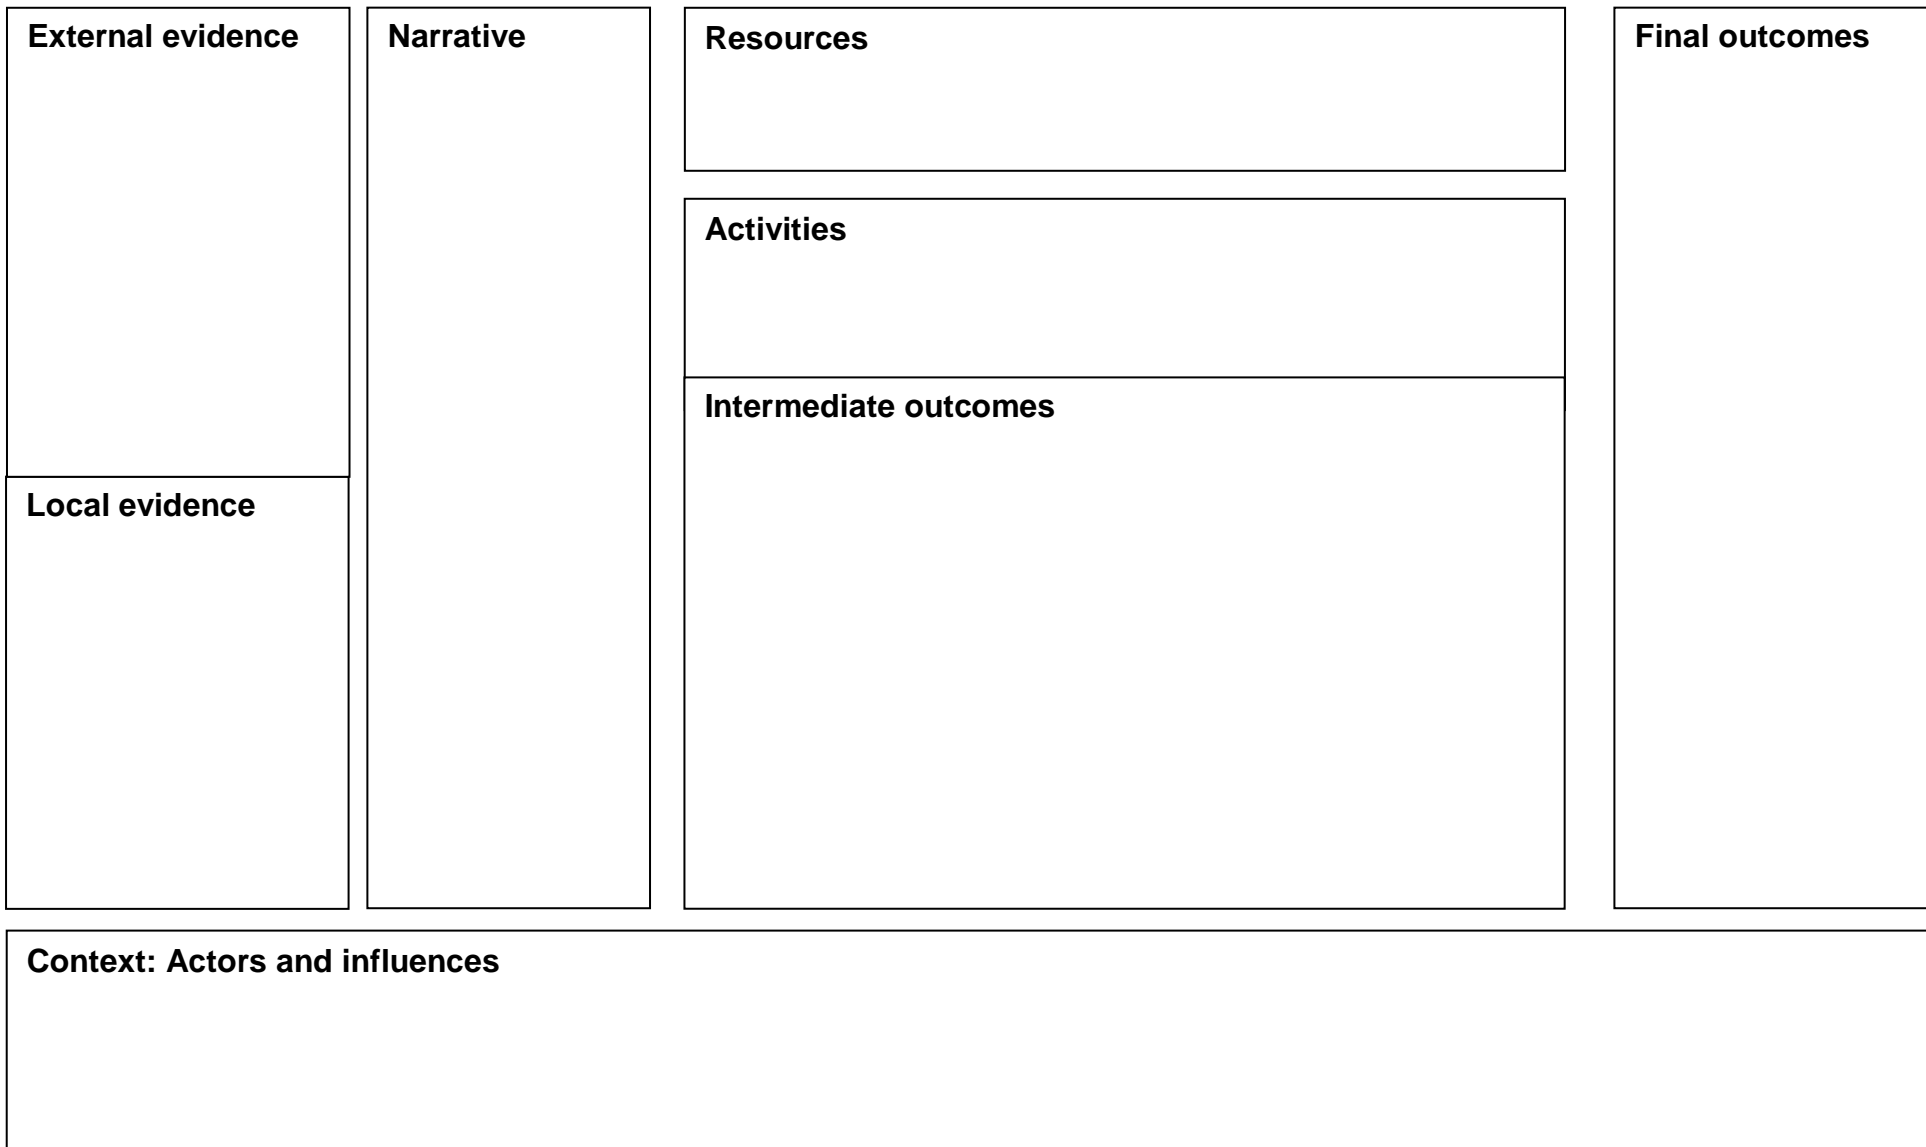 External evidence
Local evidence
Narrative
Resources
Activities
Intermediate outcomes
Final outcomes
Context: Actors and influences